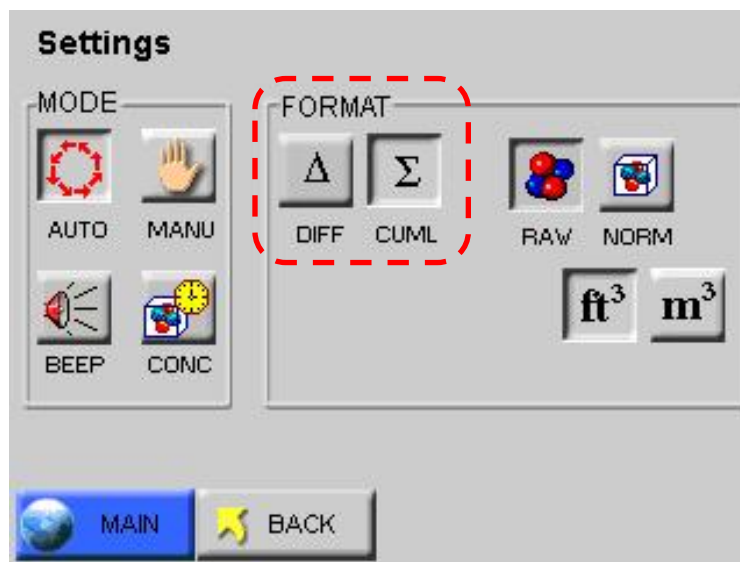 Settings
MODE
AUTO MANU
BEEP CONC
FORMAT
Δ Σ
DIFF CUML RAW NORM
ft³ m³
MAIN BACK